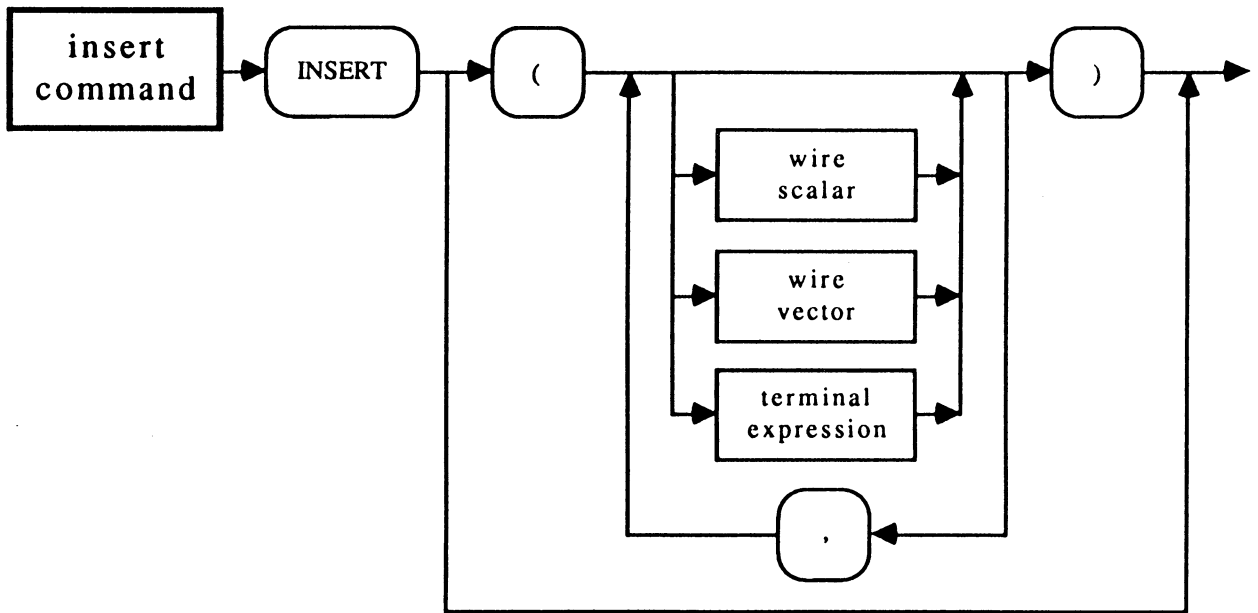 insert
command
INSERT
(
)
wire
scalar
wire
vector
terminal
expression
,